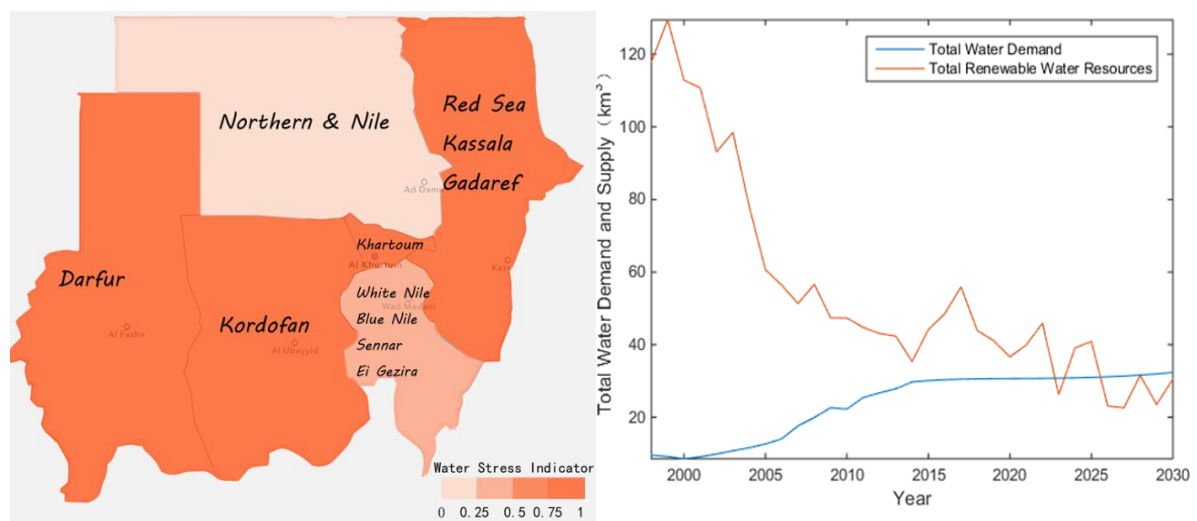 Northern & Nile
Red Sea
Kassala
Gadaref
Ad Dam
Khartoum
Al Khurtum
Kass
Darfur
White Nile
Wad Madani
Blue Nile
Kordofan
Al Fashir
Sennar
Al Ubayyid
Ei Gezira
Water Stress Indicator
0 0.25 0.5 0.75 1
Total Water Demand
Total Renewable Water Resources
Total Water Demand and Supply (km³)
120
100
80
60
40
20
2000 2005 2010 2015 2020 2025 2030
Year